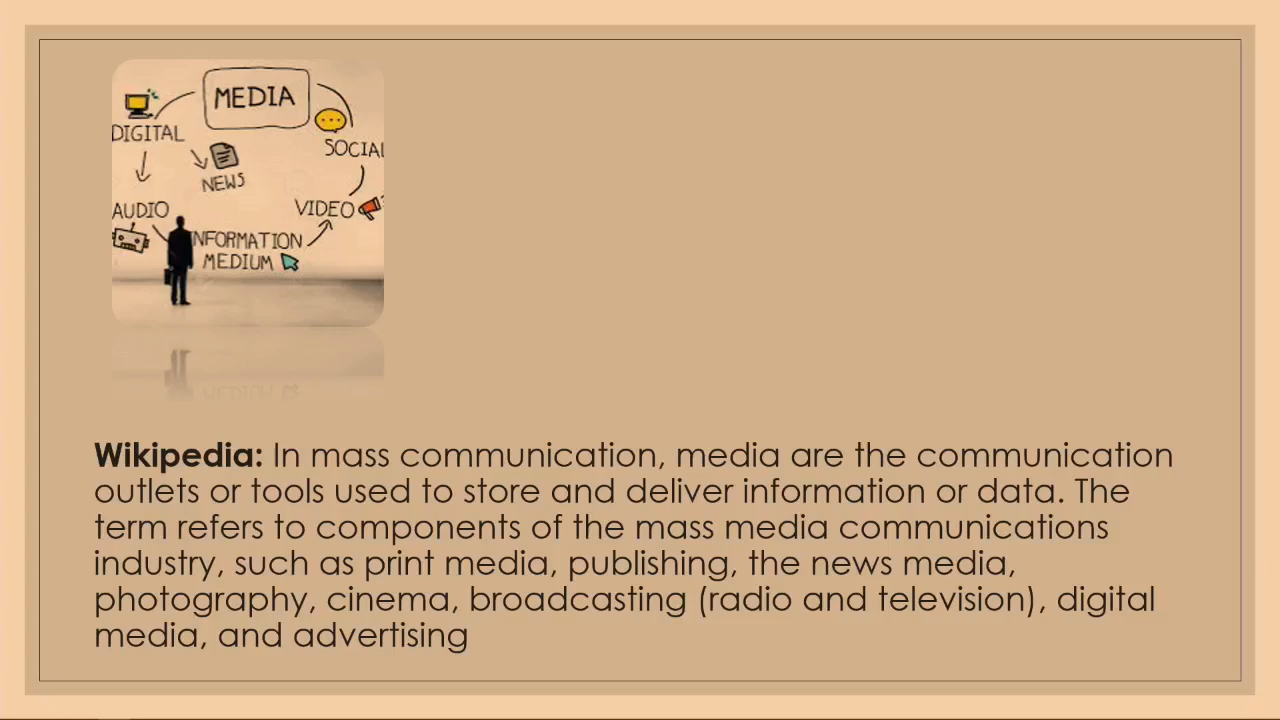 MEDIA
DIGITAL
SOCIAL
NEWS
AUDIO
VIDEO
INFORMATION
MEDIUM
Wikipedia: In mass communication, media are the communication
outlets or tools used to store and deliver information or data. The
term refers to components of the mass media communications
industry, such as print media, publishing, the news media,
photography, cinema, broadcasting (radio and television), digital
media, and advertising